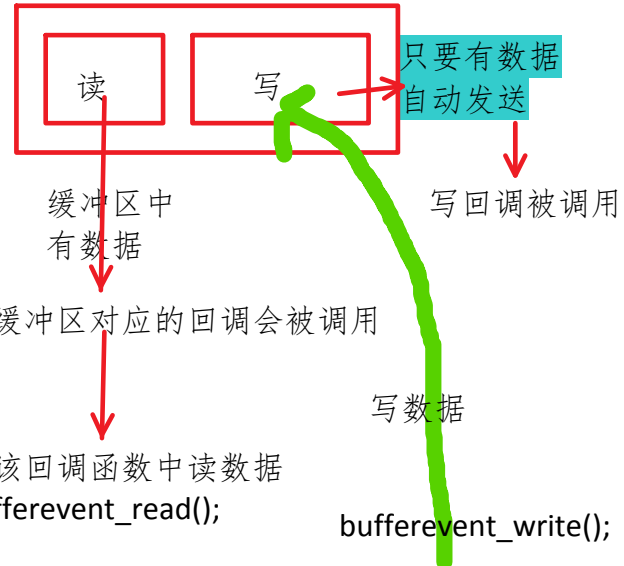 读
写
只要有数据
自动发送
缓冲区中
有数据
写回调被调用
缓冲区对应的回调会被调用
写数据
该回调函数中读数据
fferevent_read();
bufferevent_write();